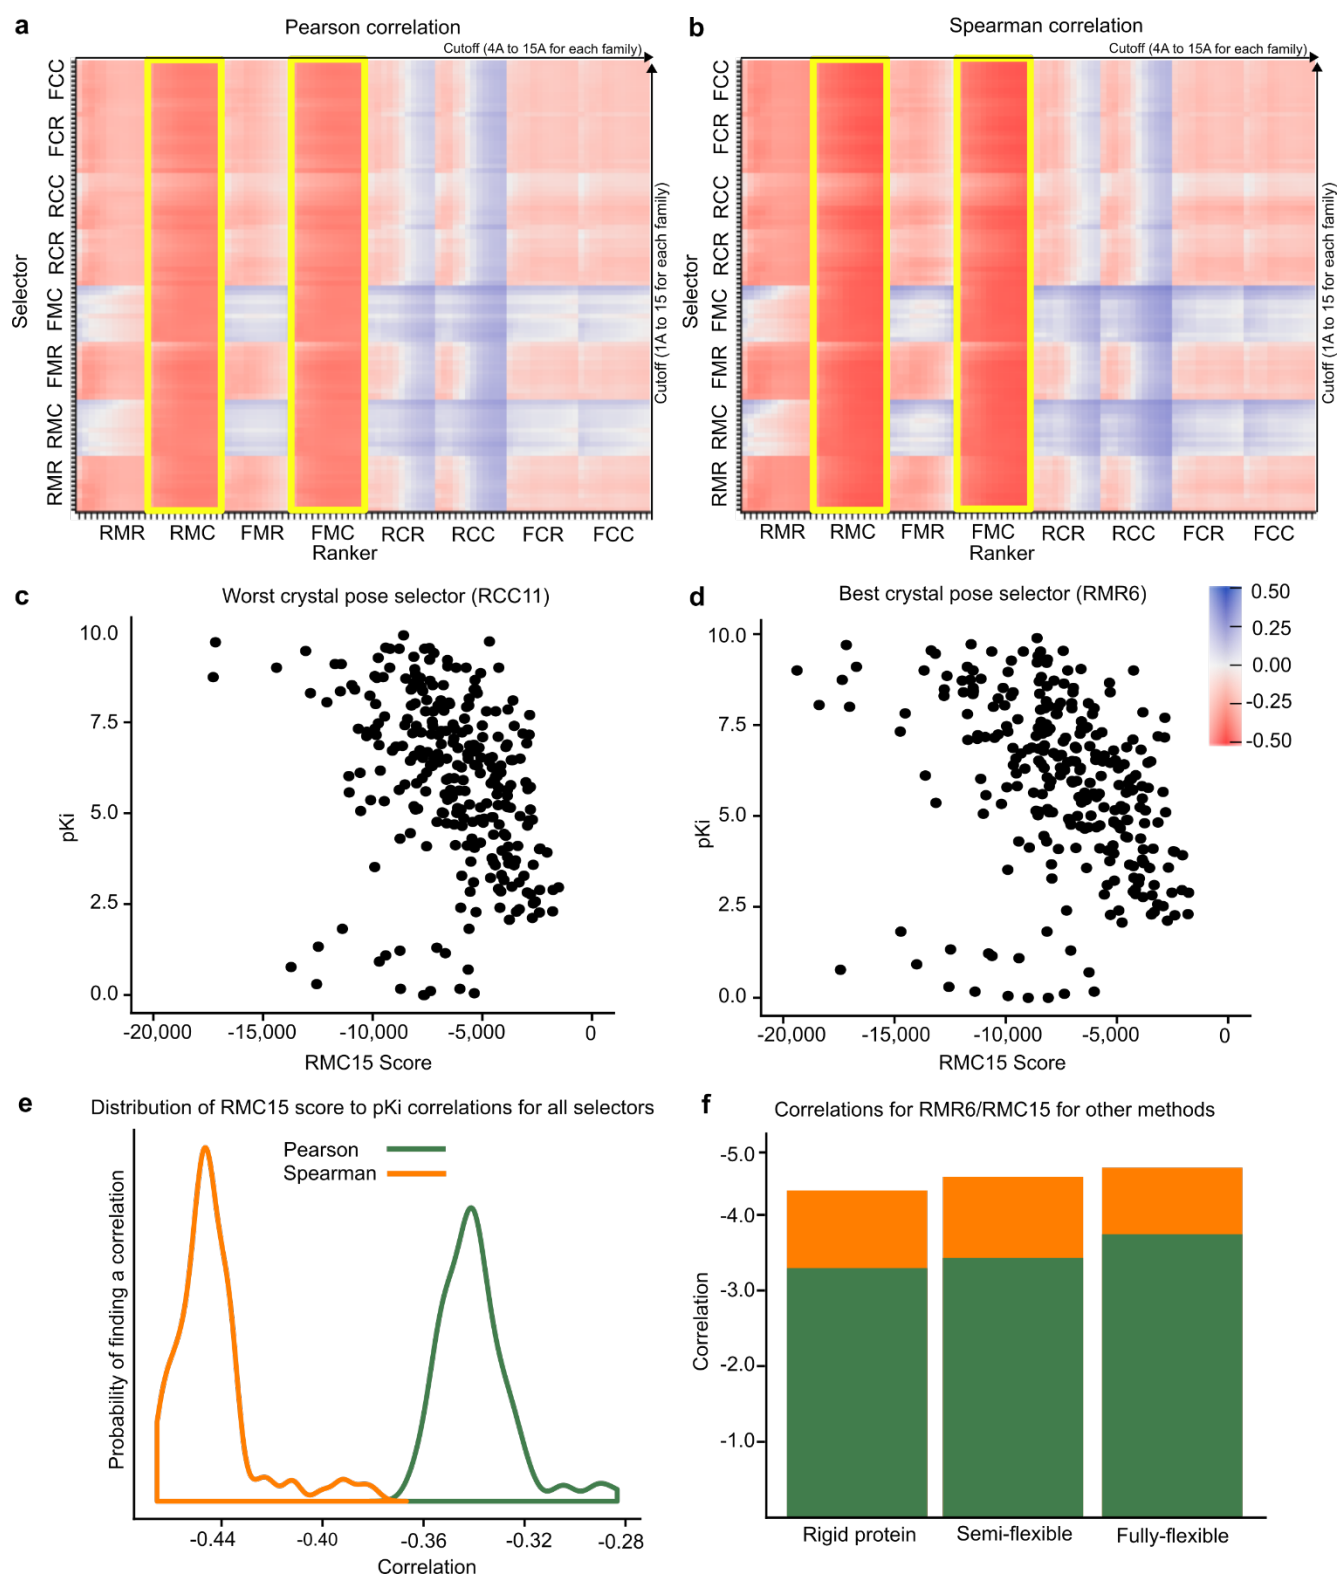 a
Pearson correlation
Cutoff (4A to 15A for each family)
Selector
FCC
FCR
RCC
RCR
FMC
FMR
RMC
RMR
Cutoff (1A to 15 for each family)
RMR RMC FMR FMC RCR RCC FCR FCC
Ranker
b
Spearman correlation
Cutoff (4A to 15A for each family)
Selector
FCC
FCR
RCC
RCR
FMC
FMR
RMC
RMR
Cutoff (1A to 15 for each family)
RMR RMC FMR FMC RCR RCC FCR FCC
Ranker
c
Worst crystal pose selector (RCC11)
pKi
10.0
7.5
5.0
2.5
0.0
-20,000 -15,000 -10,000 -5,000 0
RMC15 Score
d
Best crystal pose selector (RMR6)
0.50
0.25
0.00
-0.25
-0.50
pKi
10.0
7.5
5.0
2.5
0.0
-20,000 -15,000 -10,000 -5,000 0
RMC15 Score
e
Distribution of RMC15 score to pKi correlations for all selectors
Pearson
Spearman
Probability of finding a correlation
-0.44 -0.40 -0.36 -0.32 -0.28
Correlation
f
Correlations for RMR6/RMC15 for other methods
Correlation
-5.0
-4.0
-3.0
-2.0
-1.0
Rigid protein Semi-flexible Fully-flexible